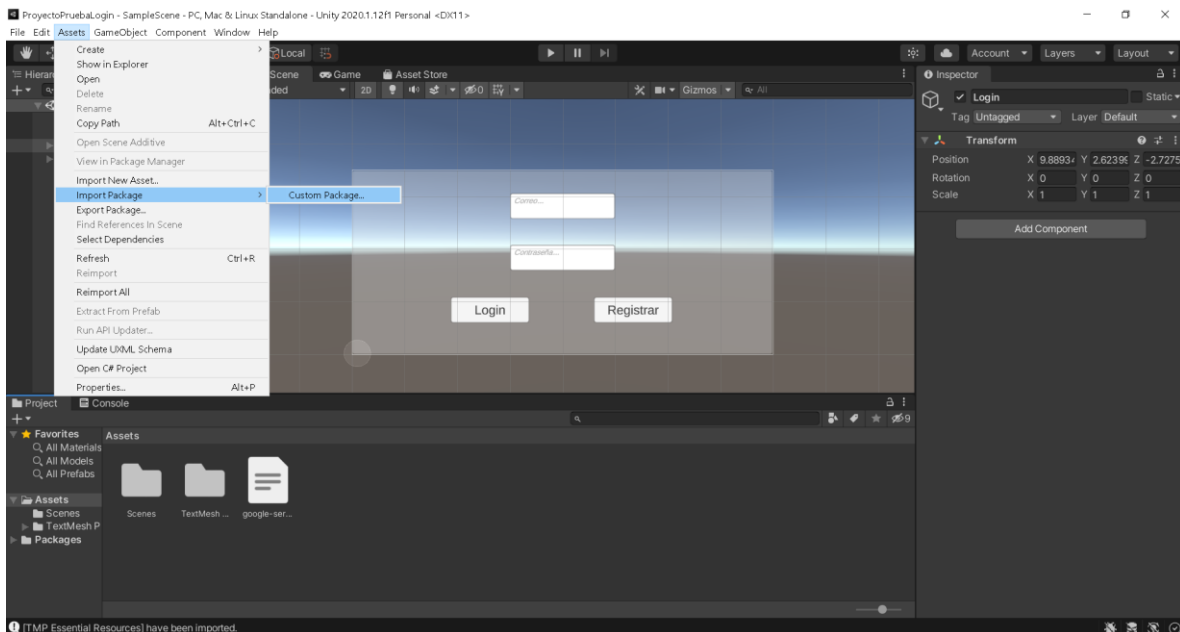 ProyectoPruebaLogin - SampleScene - PC, Mac & Linux Standalone - Unity 2020.1.12f1 Personal <DX11>
File Edit Assets GameObject Component Window Help
Local
Account Layers Layout
Create
Show in Explorer
Open
Delete
Rename
Copy Path Alt+Ctrl+C
Open Scene Additive
View in Package Manager
Import New Asset...
Import Package
Custom Package...
Export Package...
Find References In Scene
Select Dependencies
Refresh Ctrl+R
Reimport
Reimport All
Extract From Prefab
Run API Updater...
Update UXML Schema
Open C# Project
Properties... Alt+P
Scene Game Asset Store
2D 0 Gizmos All
Correo...
Contraseña...
Login Registrar
Inspector
Login Static
Tag Untagged Layer Default
Transform
Position X 9.8893 Y 2.6239 Z -2.7275
Rotation X 0 Y 0 Z 0
Scale X 1 Y 1 Z 1
Add Component
Project Console
9
Favorites
All Materials
All Models
All Prefabs
Assets
Scenes
TextMesh P
Packages
Assets
Scenes TextMesh ... google-ser...
[TMP Essential Resources] have been imported.